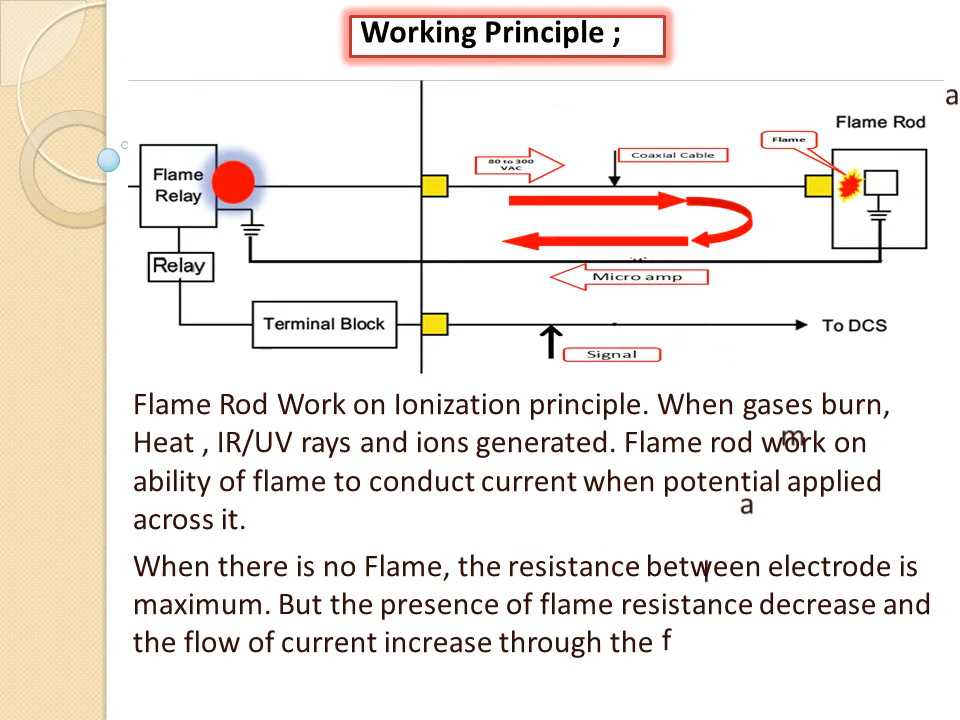 Working Principle ;
a
Flame Rod
Flame
80 to 300
VAC
Coaxial Cable
Flame
Relay
Relay
Micro amp
Terminal Block
To DCS
Signal
Flame Rod Work on Ionization principle. When gases burn,
Heat , IR/UV rays and ions generated. Flame rod work on
m
ability of flame to conduct current when potential applied
a
across it.
When there is no Flame, the resistance between electrode is
l
maximum. But the presence of flame resistance decrease and
the flow of current increase through the f